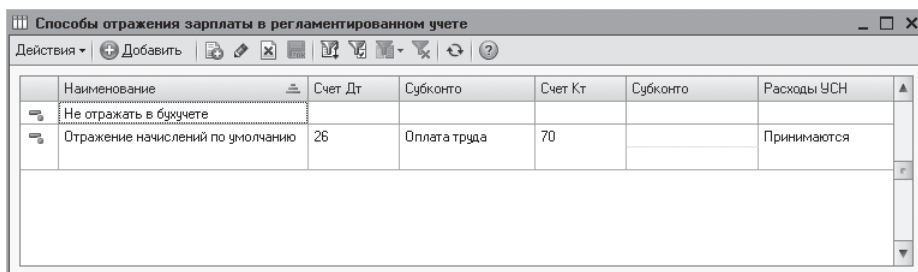 Способы отражения зарплаты в регламентированном учете
Действия Добавить
Наименование Счет Дт Субконто Счет Кт Субконто Расходы УСН
Не отражать в бухучете
Отражение начислений по умолчанию 26 Оплата труда 70 Принимаются